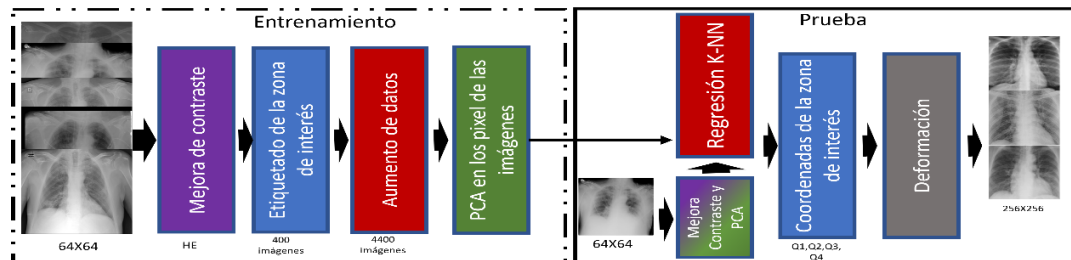 Entrenamiento
Mejora de contraste
Etiquetado de la zona
de interés
Aumento de datos
PCA en los pixel de las
imágenes
64X64
HE
400
imágenes
4400
Imágenes
Prueba
Regresión K-NN
Mejora
Contraste y
PCA
64X64
Coordenadas de la zona
de interés
Q1,Q2,Q3,
Q4
Deformación
256X256